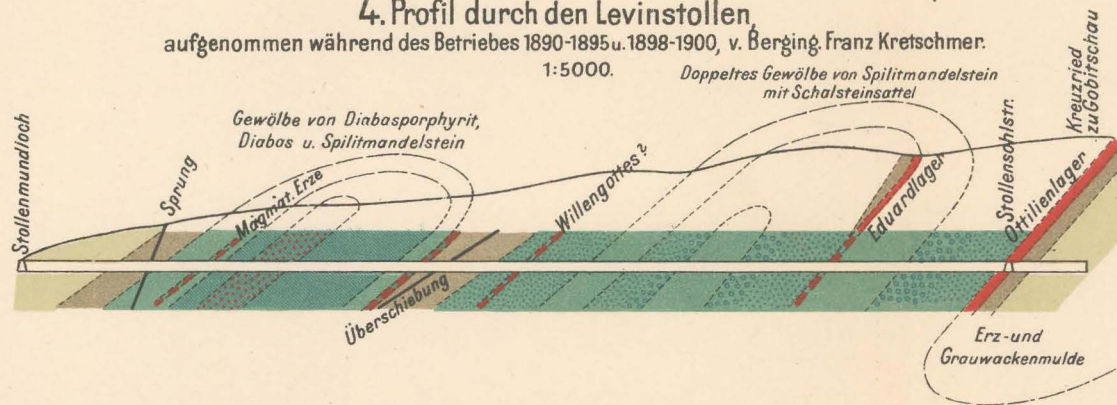 4. Profil durch den Levinstollen,
aufgenommen während des Betriebes 1890-1895 u. 1898-1900, v. Berging. Franz Kretschmer.
1:5000.
Doppeltes Gewölbe von Spilitmandelstein
mit Schalsteinsattel
Gewölbe von Diabasporphyrit,
Diabas u. Spilitmandelstein
Stollenmundloch
Sprung
Magmat. Erze
Überschiebung
Willengottes?
Eduardlager
Stollensohlstr.
Ottilienlager
Kreuzried
zu Gobitschau
Erz- und
Grauwackenmulde